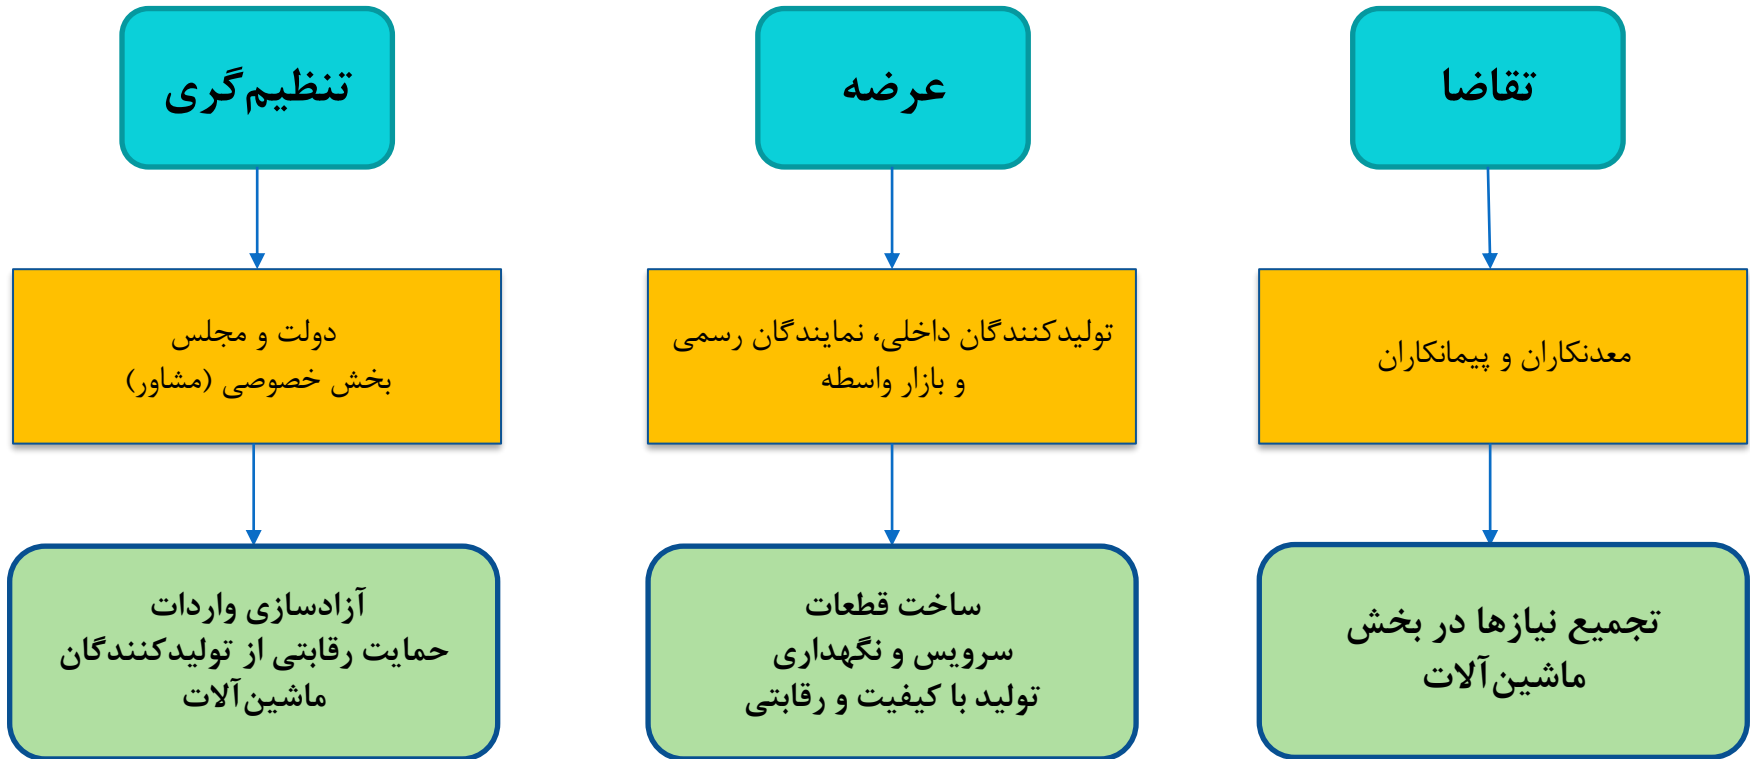 تقاضا
عرضه
تنظیم‌گری
معدنکاران و پیمانکاران
تولیدکنندگان داخلی، نمایندگان رسمی
و بازار واسطه
دولت و مجلس
بخش خصوصی (مشاور)
تجمیع نیازها در بخش
ماشین‌آلات
ساخت قطعات
سرویس و نگهداری
تولید با کیفیت و رقابتی
آزادسازی واردات
حمایت رقابتی از تولیدکنندگان
ماشین‌آلات